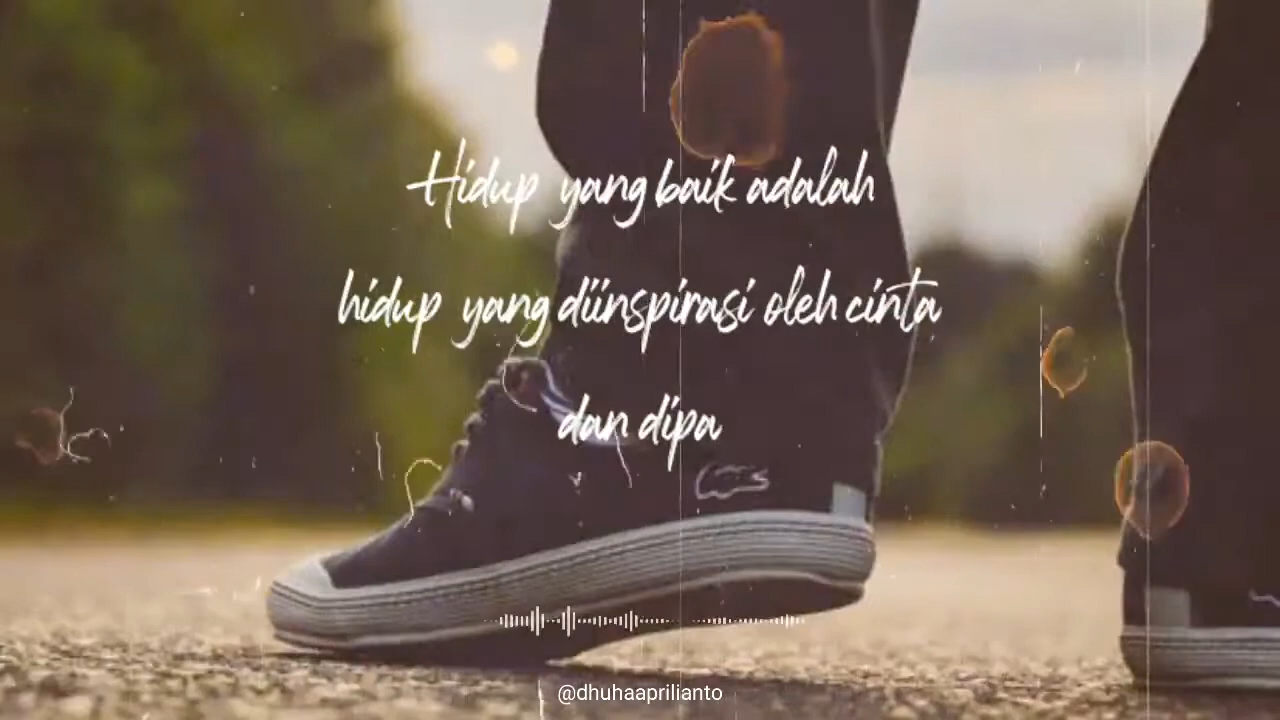 Hidup yang baik adalah
hidup yang diinspirasi oleh cinta
dan dipa
@dhuhaaprilianto